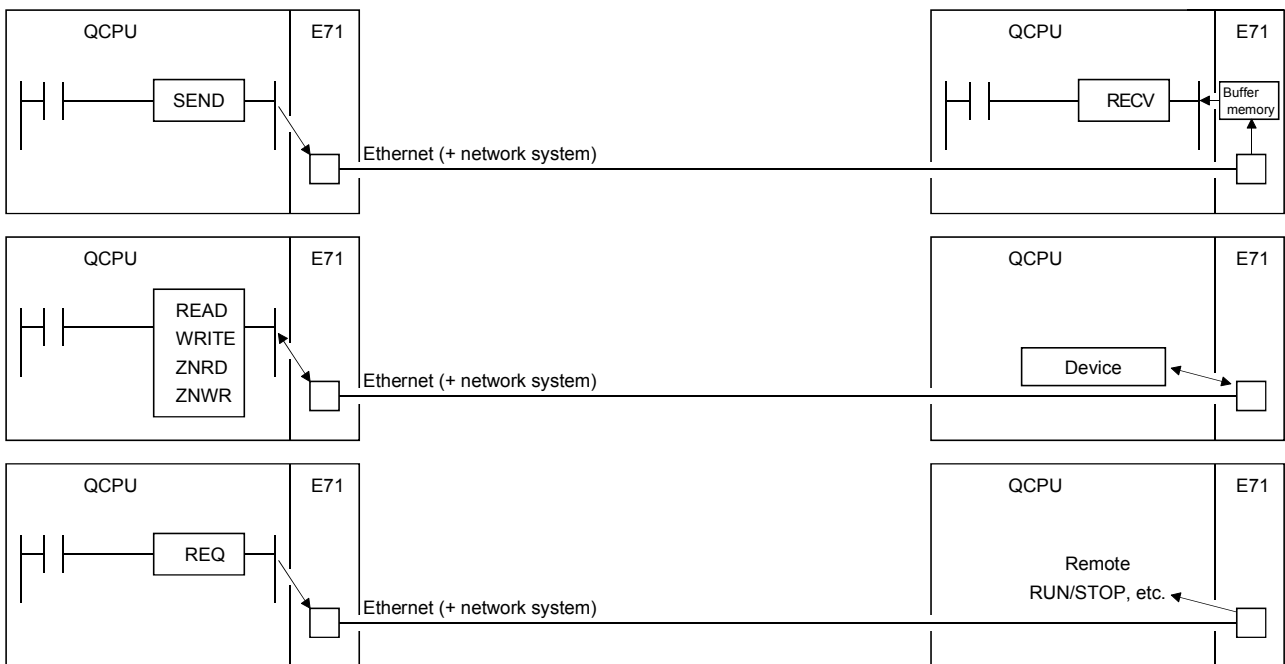 QCPU E71 QCPU E71
SEND RECV Buffer
memory
Ethernet (+ network system)
QCPU E71 QCPU E71
READ
WRITE
ZNRD
ZNWR
Device
Ethernet (+ network system)
QCPU E71 QCPU E71
REQ
Remote
RUN/STOP, etc.
Ethernet (+ network system)